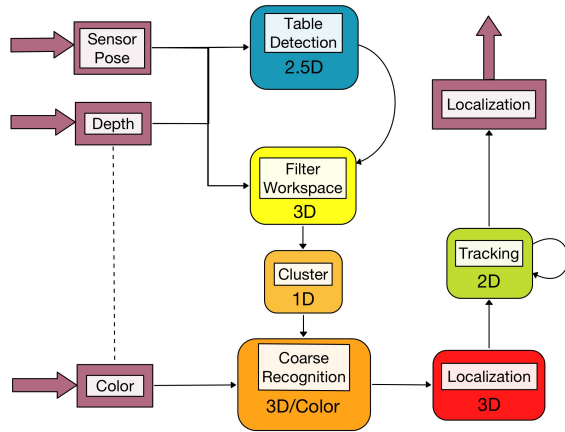 Sensor
Pose
Table
Detection
2.5D
Depth
Localization
Filter
Workspace
3D
Tracking
2D
Cluster
1D
Color
Coarse
Recognition
3D/Color
Localization
3D